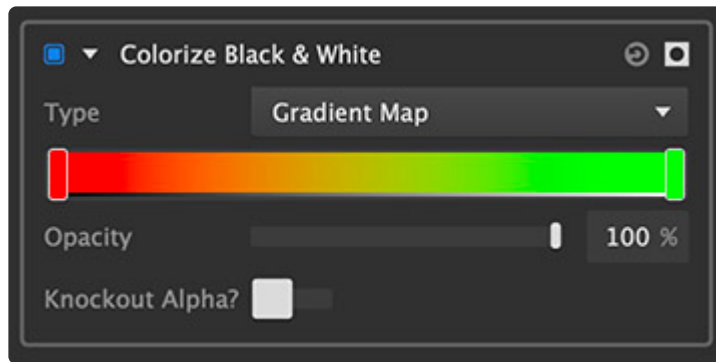 Colorize Black & White
Type Gradient Map
Opacity 100 %
Knockout Alpha?